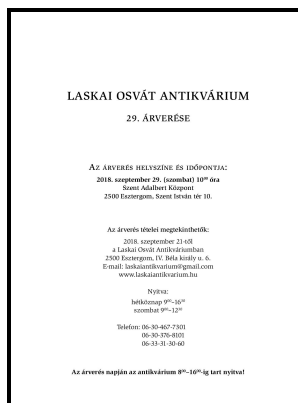 LASKAI OSVÁT ANTIKVÁRIUM
29. ÁRVERÉSE
Az árverés helyszíne és időpontja:
2018. szeptember 29. (szombat) 10⁰⁰ óra
Szent Adalbert Központ
2500 Esztergom, Szent István tér 10.
Az árverés tételei megtekinthetők:
2018. szeptember 21-től
a Laskai Osvát Antikváriumban
2500 Esztergom, IV. Béla király u. 6.
E-mail: laskaiantikvarium@gmail.com
www.laskaiantikvarium.hu
Nyitva:
hétköznap 9⁰⁰–16³⁰
szombat 9⁰⁰–12³⁰
Telefon: 06-30-467-7301
06-30-376-8101
06-33-31-30-60
Az árverés napján az antikvárium 8⁰⁰–16⁰⁰-ig tart nyitva!